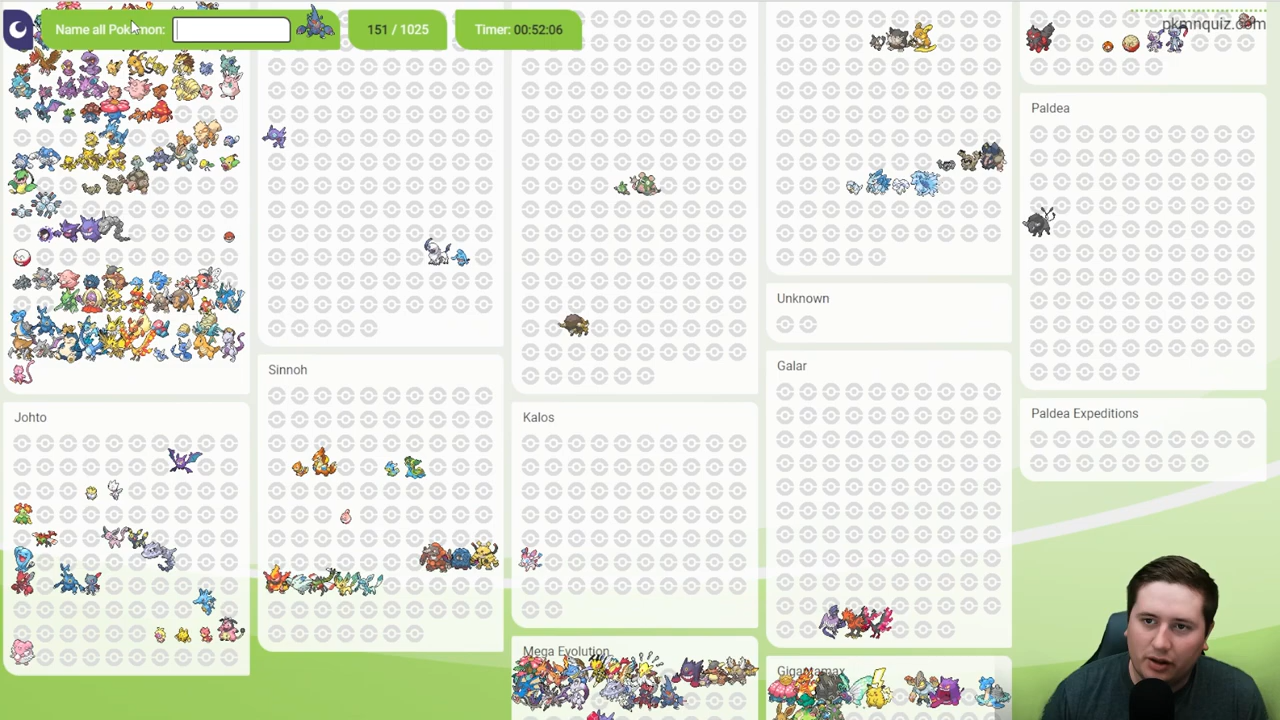 Name all Pokémon:
151 / 1025
Timer: 00:52:06
pkmnquiz.com
Paldea
Unknown
Sinnoh
Galar
Johto
Kalos
Paldea Expeditions
Mega Evolution
Gigantamax